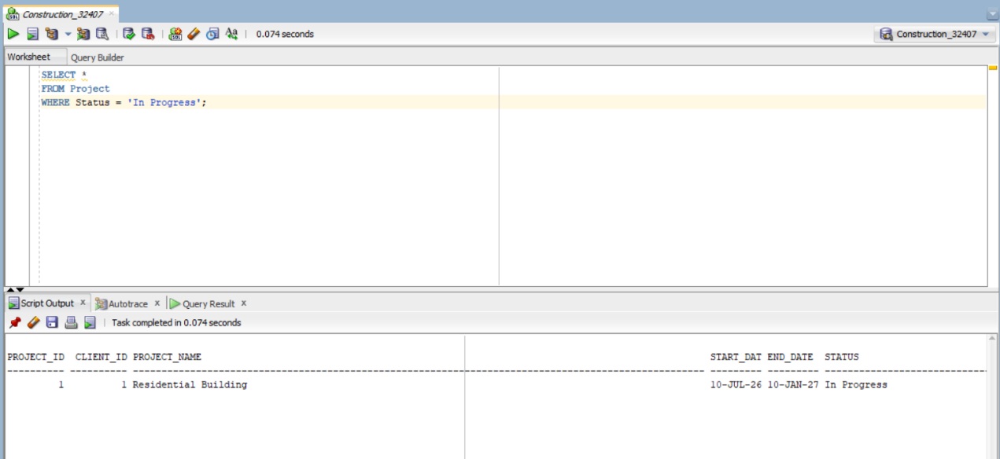 Construction_32407
0.074 seconds
Construction_32407
Worksheet Query Builder
SELECT *
FROM Project
WHERE Status = 'In Progress';
Script Output x Autotrace x Query Result x
Task completed in 0.074 seconds
PROJECT_ID CLIENT_ID PROJECT_NAME START_DAT END_DATE STATUS
1 1 Residential Building 10-JUL-26 10-JAN-27 In Progress